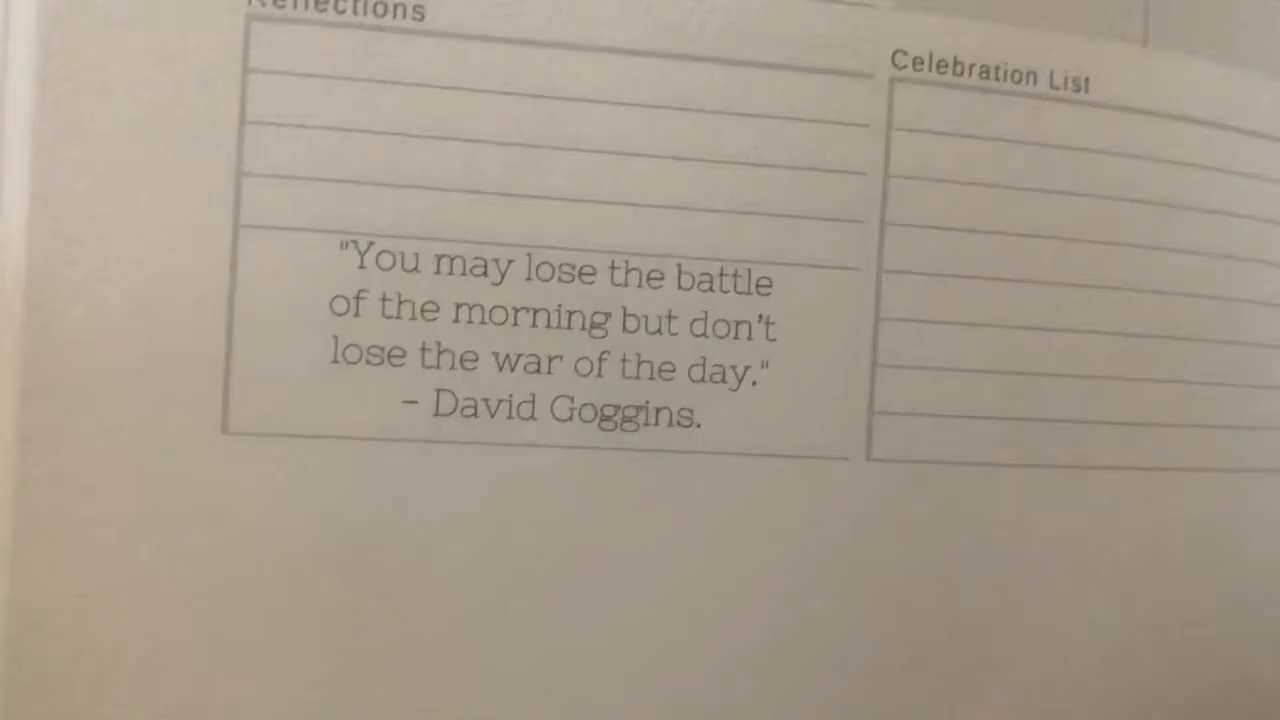 Reflections
Celebration List
"You may lose the battle
of the morning but don't
lose the war of the day."
- David Goggins.